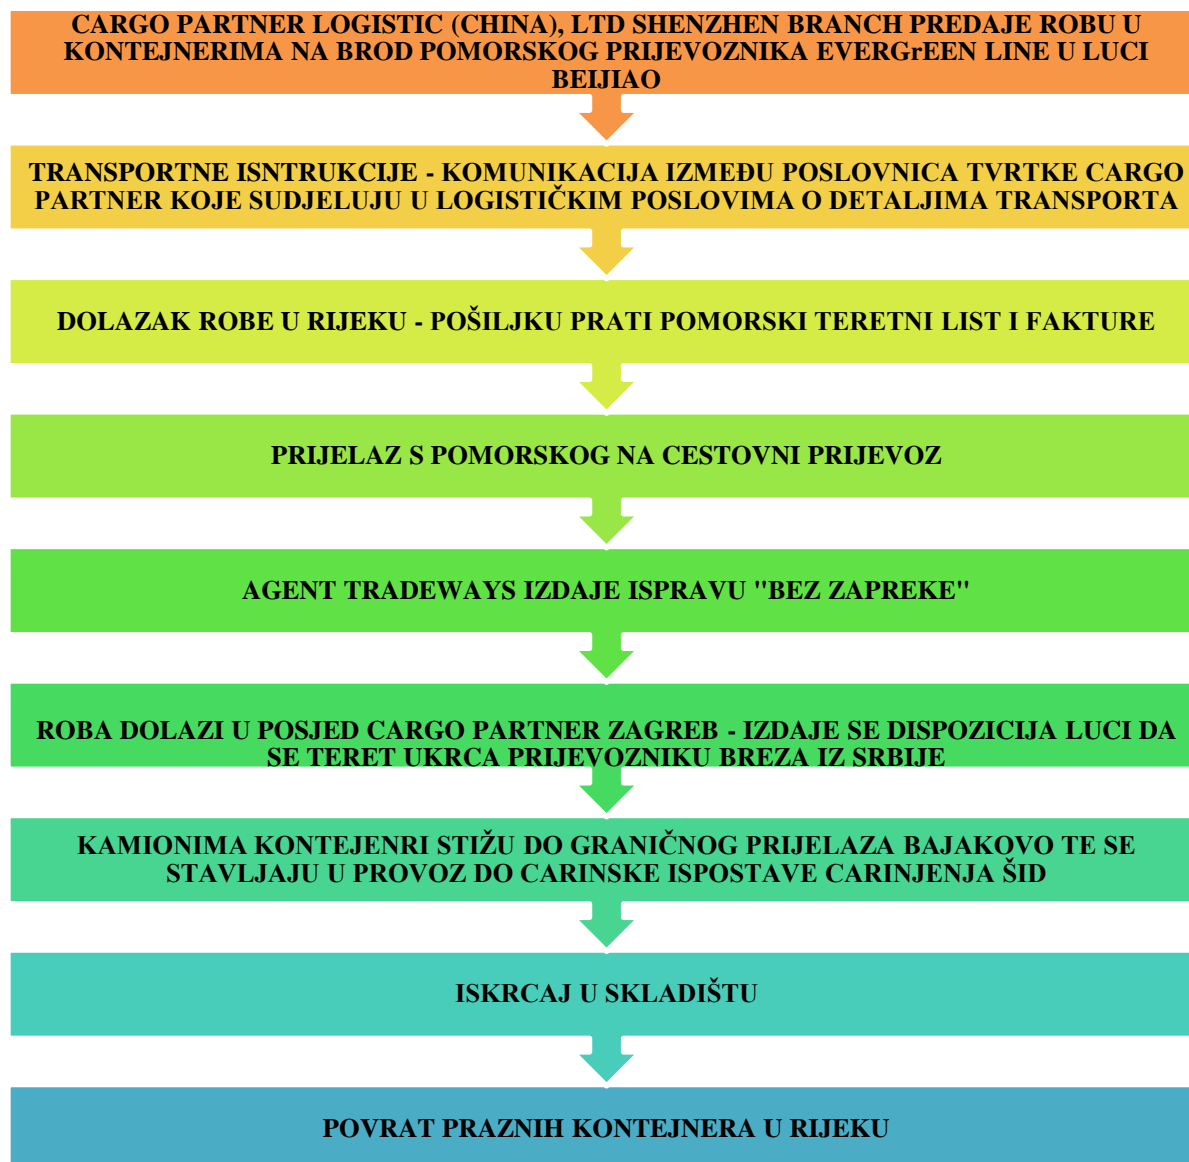 CARGO PARTNER LOGISTIC (CHINA), LTD SHENZHEN BRANCH PREDAJE ROBU U
KONTEJNERIMA NA BROD POMORSKOG PRIJEVOZNIKA EVERGrEEN LINE U LUCI
BEIJIAO
TRANSPORTNE ISNTRUKCIJE - KOMUNIKACIJA IZMEĐU POSLOVNICA TVRTKE CARGO
PARTNER KOJE SUDJELUJU U LOGISTIČKIM POSLOVIMA O DETALJIMA TRANSPORTA
DOLAZAK ROBE U RIJEKU - POŠILJKU PRATI POMORSKI TERETNI LIST I FAKTURE
PRIJELAZ S POMORSKOG NA CESTOVNI PRIJEVOZ
AGENT TRADEWAYS IZDAJE ISPRAVU "BEZ ZAPREKE"
ROBA DOLAZI U POSJED CARGO PARTNER ZAGREB - IZDAJE SE DISPOZICIJA LUCI DA
SE TERET UKRCA PRIJEVOZNIKU BREZA IZ SRBIJE
KAMIONIMA KONTEJENRI STIŽU DO GRANIČNOG PRIJELAZA BAJAKOVO TE SE
STAVLJAJU U PROVOZ DO CARINSKE ISPOSTAVE CARINJENJA ŠID
ISKRCAJ U SKLADIŠTU
POVRAT PRAZNIH KONTEJNERA U RIJEKU